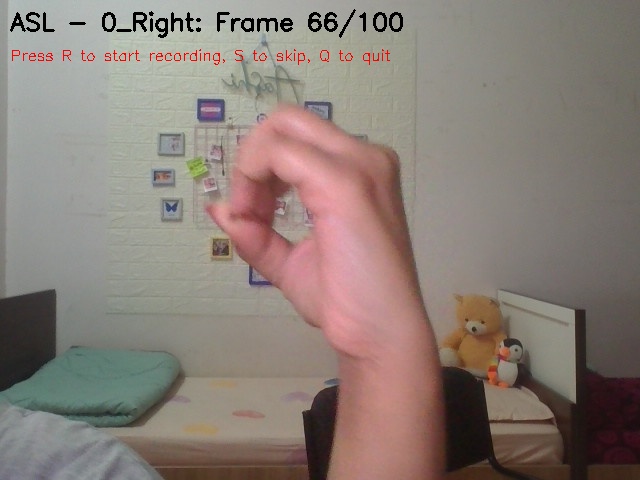 ASL - 0_Right: Frame 66/100
Press R to start recording, S to skip, Q to quit